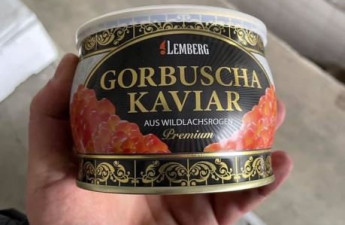 LEMBERG
GORBUSCHA
KAVIAR
AUS WILDLACHSROGEN
Premium